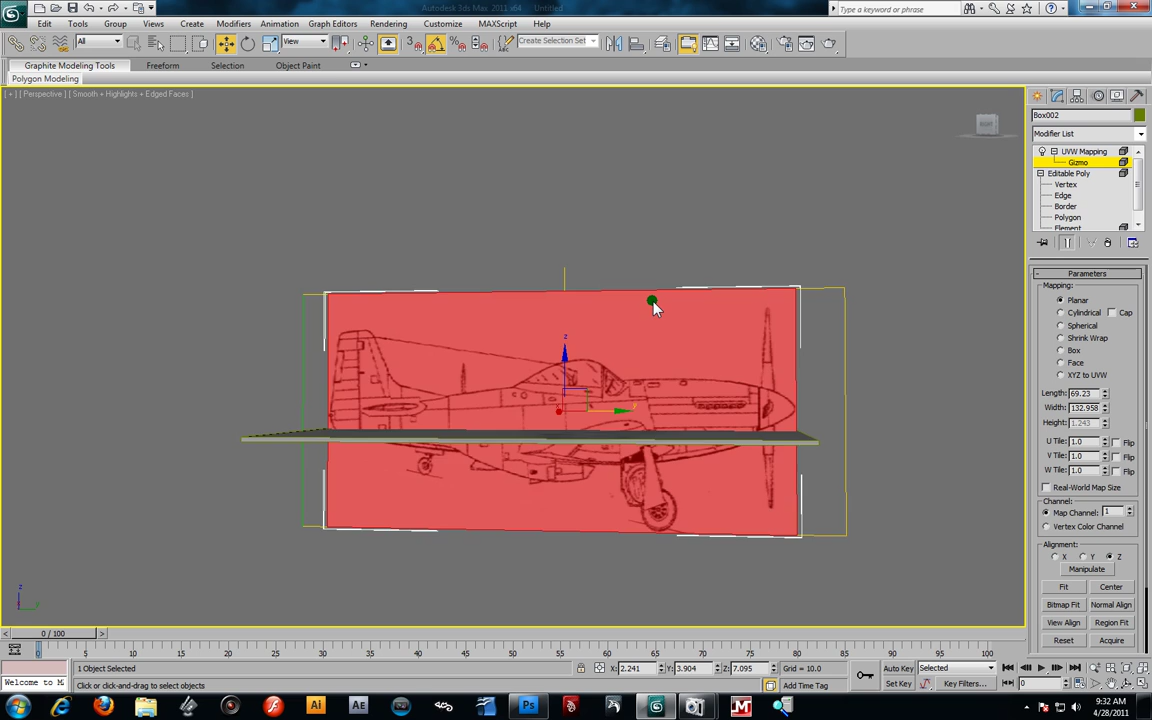 Autodesk 3ds Max 2011 x64 Untitled
Type a keyword or phrase
Edit Tools Group Views Create Modifiers Animation Graph Editors Rendering Customize MAXScript Help
All View Create Selection Set
Graphite Modeling Tools Freeform Selection Object Paint
Polygon Modeling
[ + ] [ Perspective ] [ Smooth + Highlights + Edged Faces ]
Box002
Modifier List
UVW Mapping
Gizmo
Editable Poly
Vertex
Edge
Border
Polygon
Element
Parameters
Mapping:
Planar
Cylindrical Cap
Spherical
Shrink Wrap
Box
Face
XYZ to UVW
Length: 69.23
Width: 132.958
Height: 1.243
U Tile: 1.0 Flip
V Tile: 1.0 Flip
W Tile: 1.0 Flip
Real-World Map Size
Channel:
Map Channel: 1
Vertex Color Channel
Alignment:
X Y Z
Manipulate
Fit Center
Bitmap Fit Normal Align
View Align Region Fit
Reset Acquire
z
y
z
y
0 / 100
0 5 10 15 20 25 30 35 40 45 50 55 60 65 70 75 80 85 90 95 100
1 Object Selected X: 2.241 Y: 3.904 Z: 7.095 Grid = 10.0 Auto Key Selected
Welcome to M Click or click-and-drag to select objects Add Time Tag Set Key Key Filters... 0
9:32 AM
4/28/2011